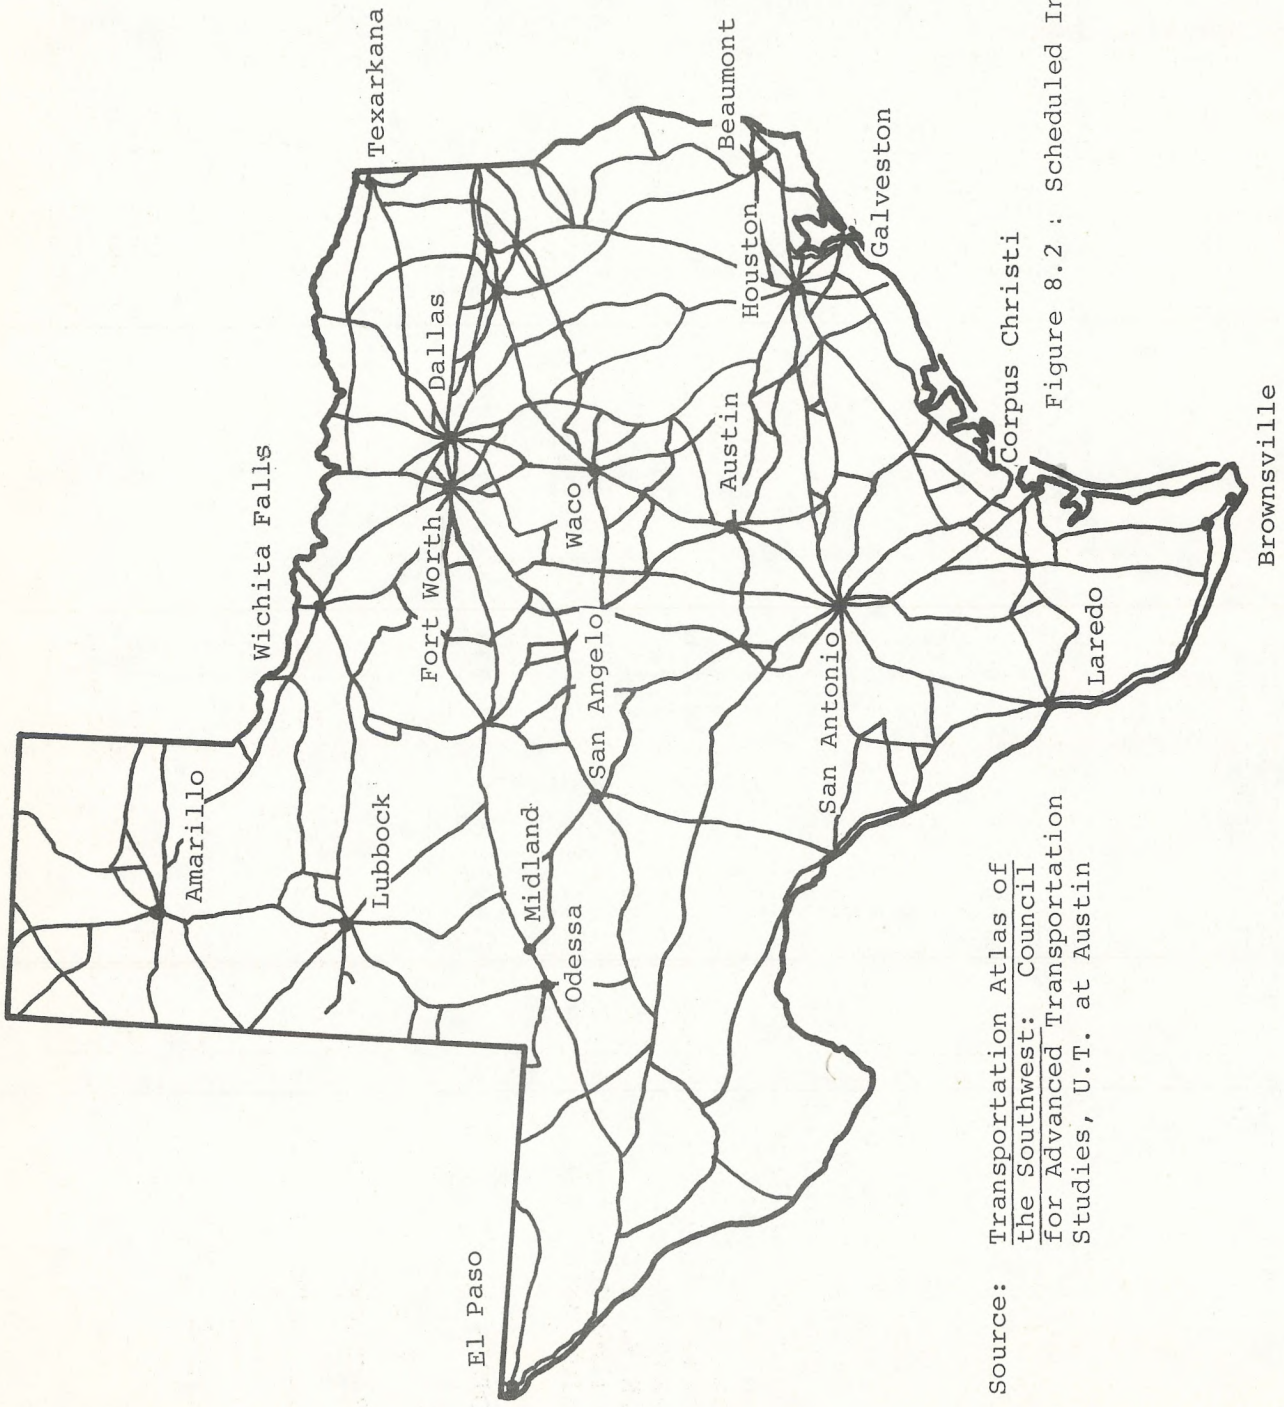 Texarkana
Wichita Falls
Dallas
Fort Worth
Amarillo
Lubbock
Waco
Beaumont
Houston
Galveston
Austin
San Angelo
Midland
Odessa
El Paso
San Antonio
Corpus Christi
Laredo
Brownsville
Figure 8.2 : Scheduled
Source: Transportation Atlas of
the Southwest: Council
for Advanced Transportation
Studies, U.T. at Austin